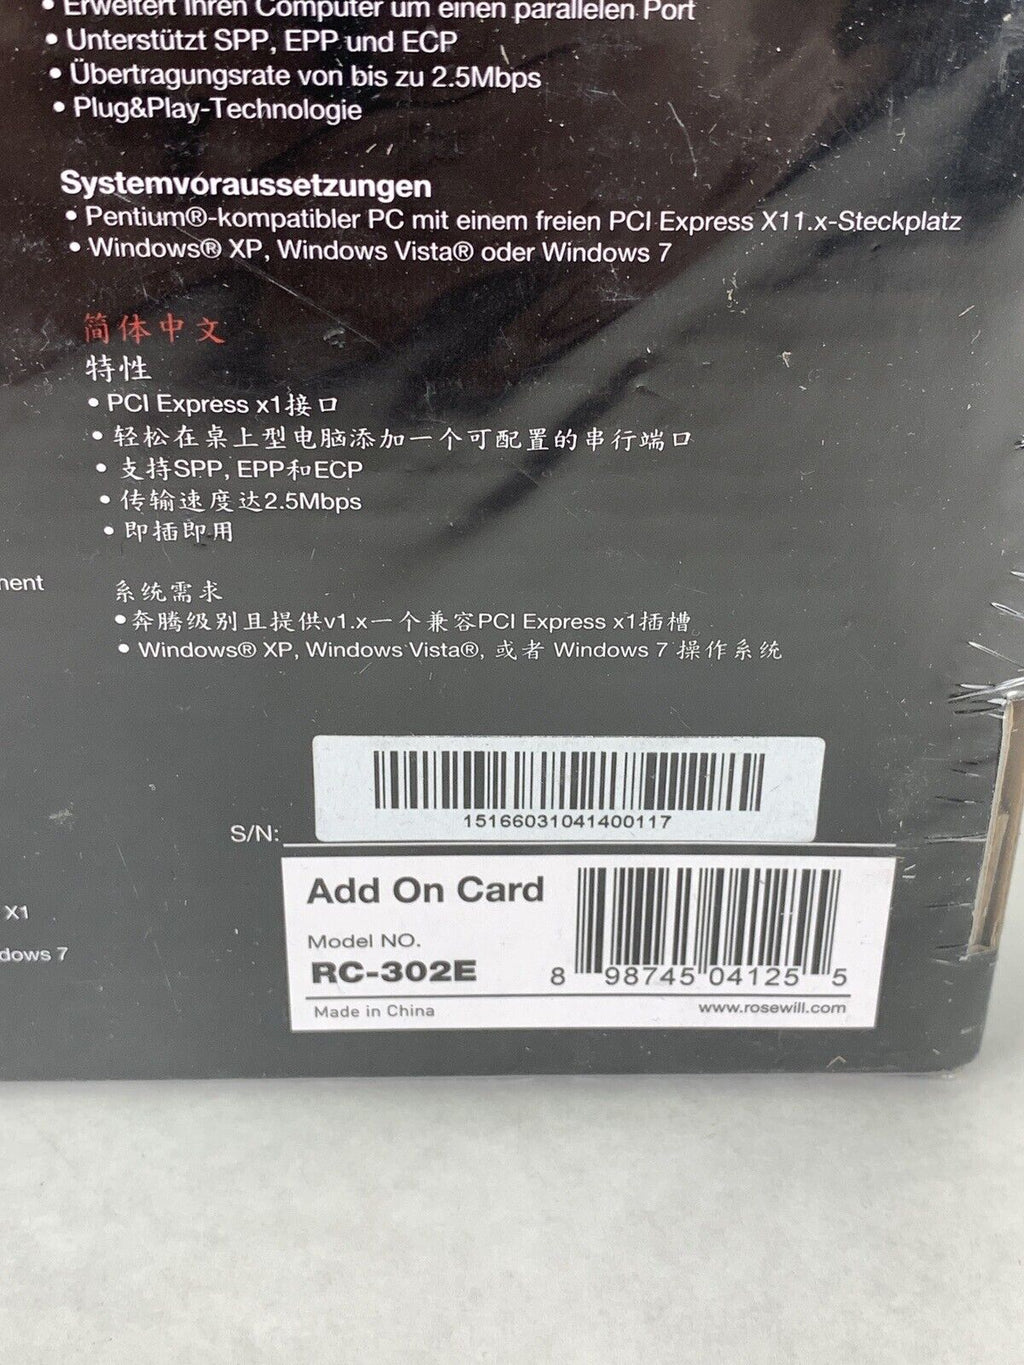 • Erweitert Ihren Computer um einen parallelen Port
• Unterstützt SPP, EPP und ECP
• Übertragungsrate von bis zu 2.5Mbps
• Plug&Play-Technologie
Systemvoraussetzungen
• Pentium®-kompatibler PC mit einem freien PCI Express X11.x-Steckplatz
• Windows® XP, Windows Vista® oder Windows 7
简体中文
特性
• PCI Express x1接口
• 轻松在桌上型电脑添加一个可配置的串行端口
• 支持SPP, EPP和ECP
• 传输速度达2.5Mbps
• 即插即用
系统需求
• 奔腾级别且提供v1.x一个兼容PCI Express x1插槽
• Windows® XP, Windows Vista®, 或者 Windows 7 操作系统
X1
7
S/N:
15166031041400117
Add On Card
Model NO.
RC-302E
8 98745 04125 5
Made in China
www.rosewill.com